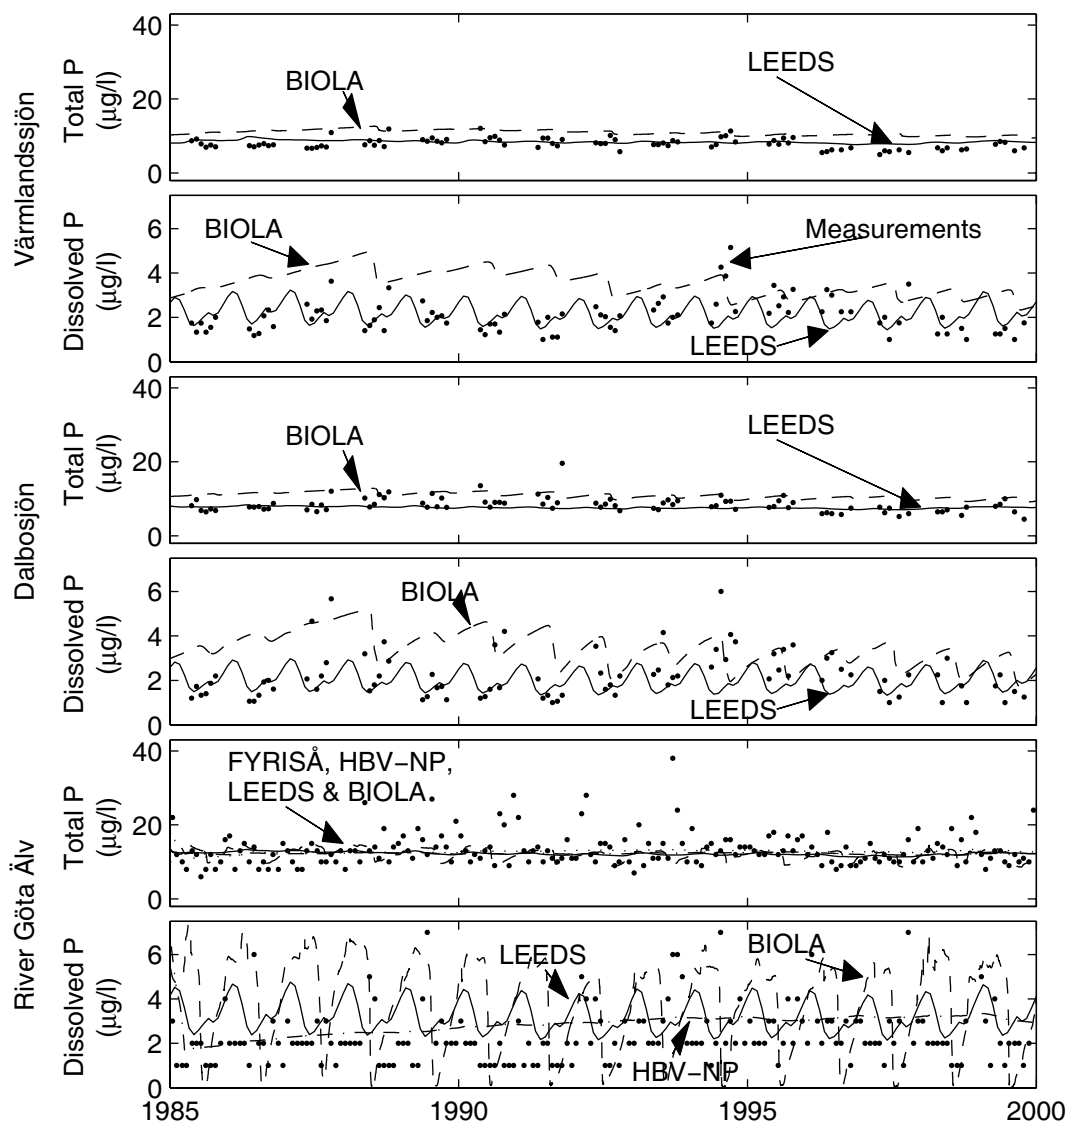 Värmlandssjön
Total P
(µg/l)
40
20
0
BIOLA
LEEDS
Dissolved P
(µg/l)
6
4
2
0
BIOLA
Measurements
LEEDS
Dalbosjön
Total P
(µg/l)
40
20
0
BIOLA
LEEDS
Dissolved P
(µg/l)
6
4
2
0
BIOLA
LEEDS
River Göta Älv
Total P
(µg/l)
40
20
0
FYRISÅ, HBV−NP,
LEEDS & BIOLA
Dissolved P
(µg/l)
6
4
2
0
LEEDS
BIOLA
HBV−NP
1985 1990 1995 2000